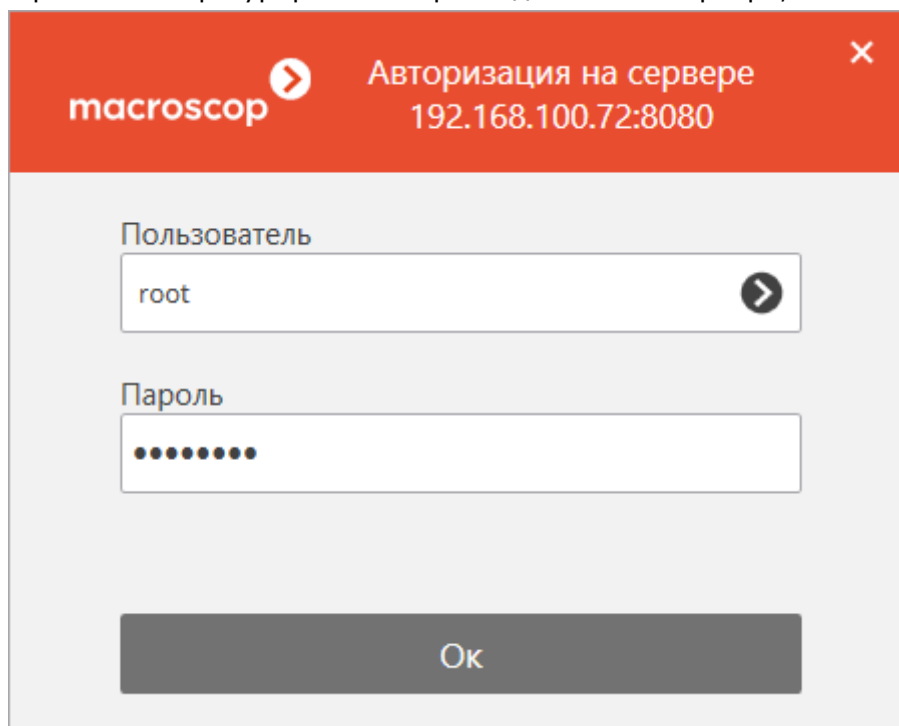 macroscop
Авторизация на сервере
192.168.100.72:8080
Пользователь
root
Пароль
••••••••
Ок